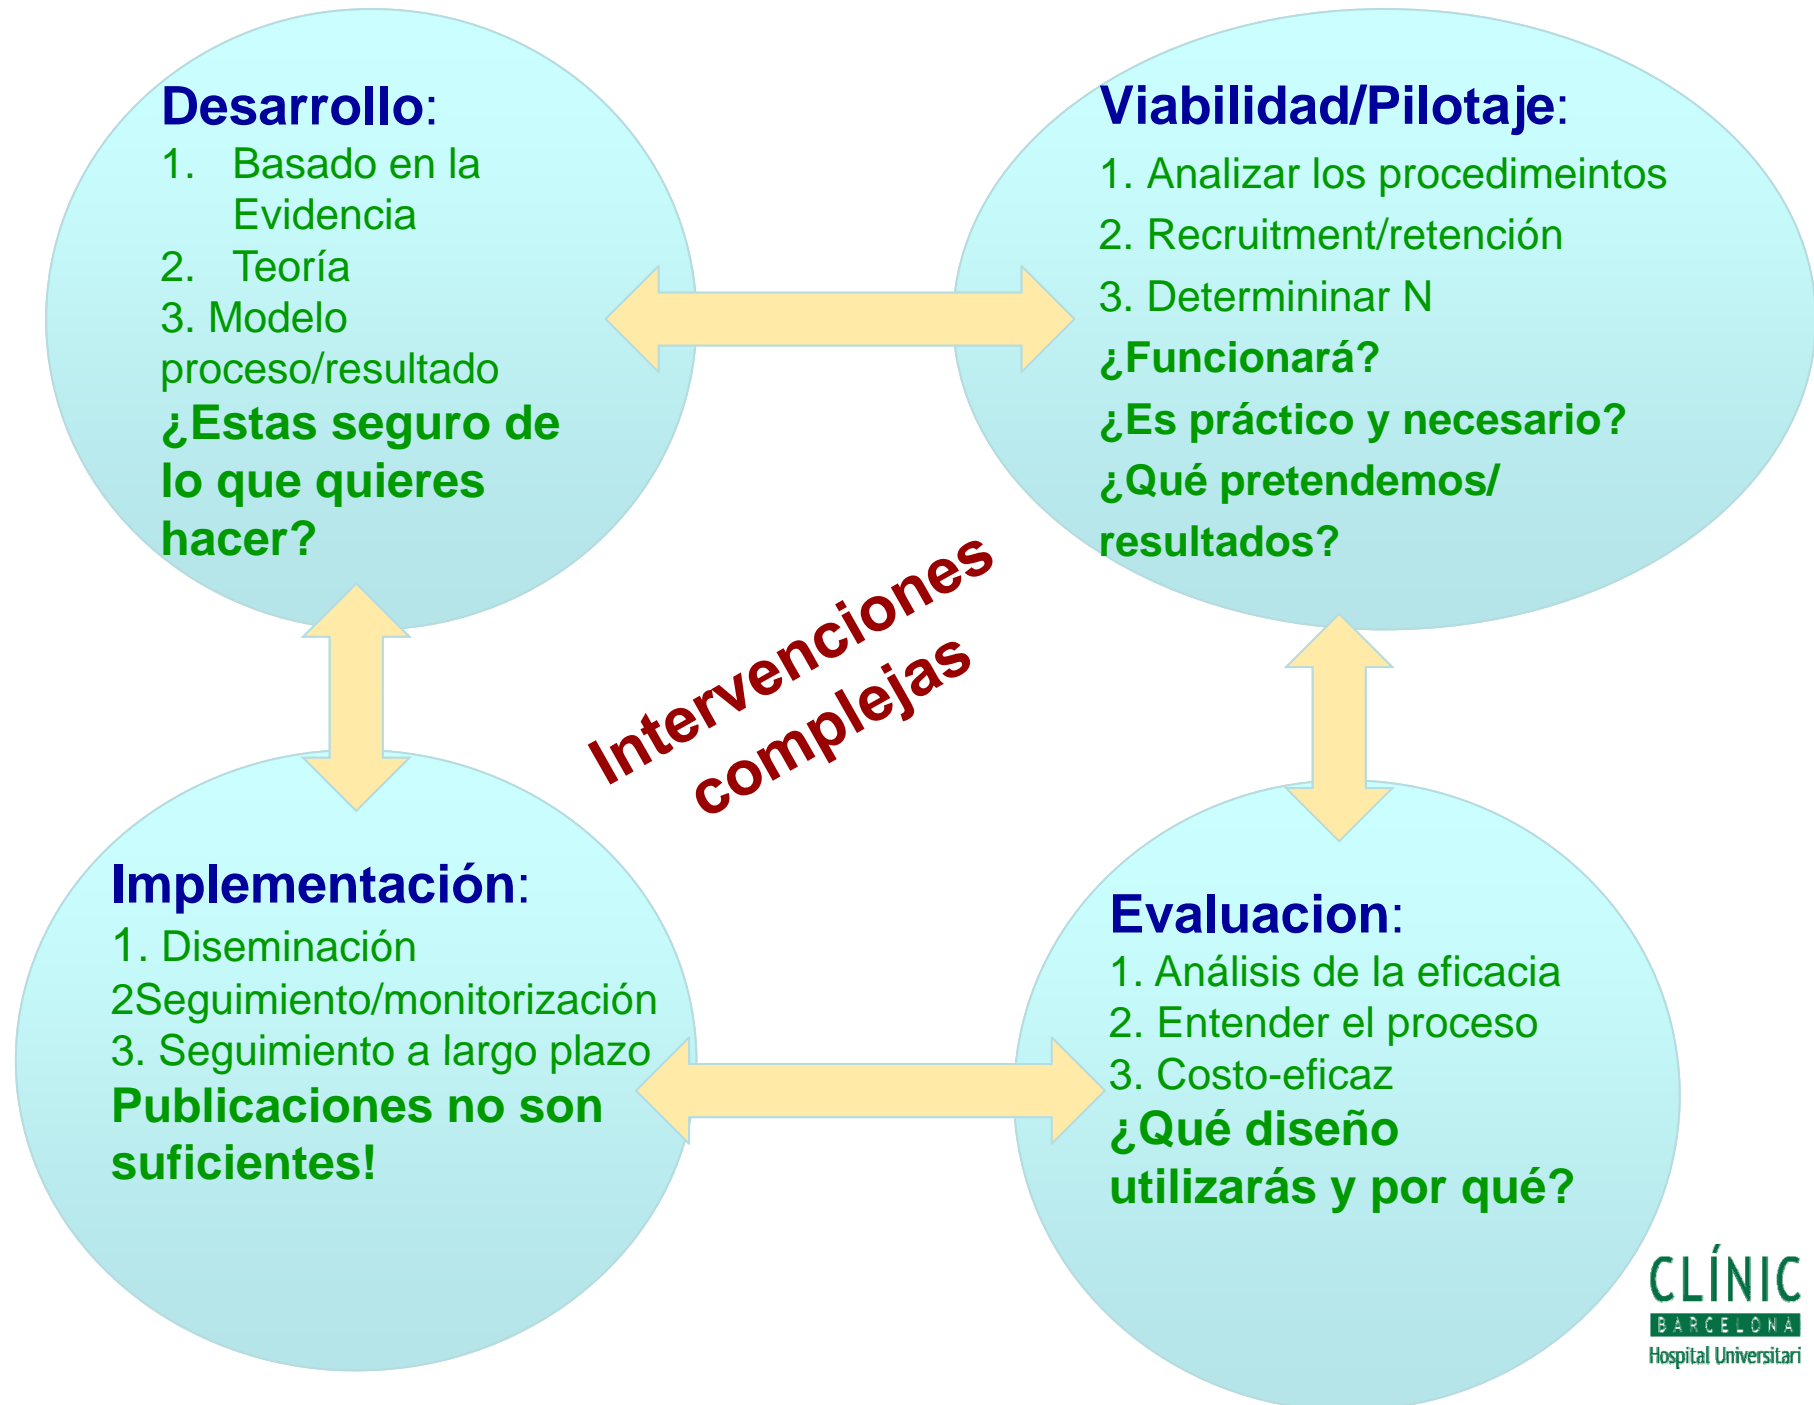 Desarrollo:
1. Basado en la
Evidencia
2. Teoría
3. Modelo
proceso/resultado
¿Estas seguro de
lo que quieres
hacer?
Viabilidad/Pilotaje:
1. Analizar los procedimeintos
2. Recruitment/retención
3. Determininar N
¿Funcionará?
¿Es práctico y necesario?
¿Qué pretendemos/
resultados?
Intervenciones
complejas
Implementación:
1. Diseminación
2Seguimiento/monitorización
3. Seguimiento a largo plazo
Publicaciones no son
suficientes!
Evaluacion:
1. Análisis de la eficacia
2. Entender el proceso
3. Costo-eficaz
¿Qué diseño
utilizarás y por qué?
CLÍNIC
BARCELONA
Hospital Universitari